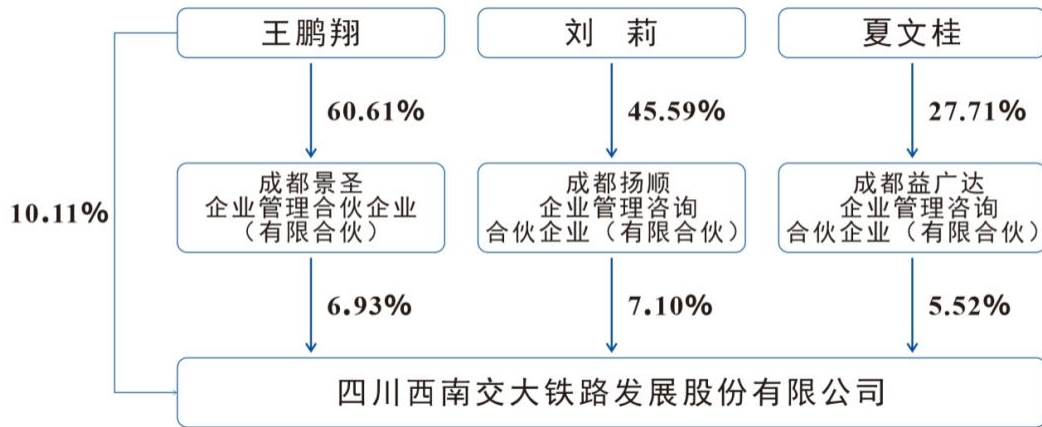 王鹏翔
刘 莉
夏文桂
60.61%
45.59%
27.71%
成都景圣
企业管理合伙企业
（有限合伙）
成都扬顺
企业管理咨询
合伙企业（有限合伙）
成都益广达
企业管理咨询
合伙企业（有限合伙）
10.11%
6.93%
7.10%
5.52%
四川西南交大铁路发展股份有限公司